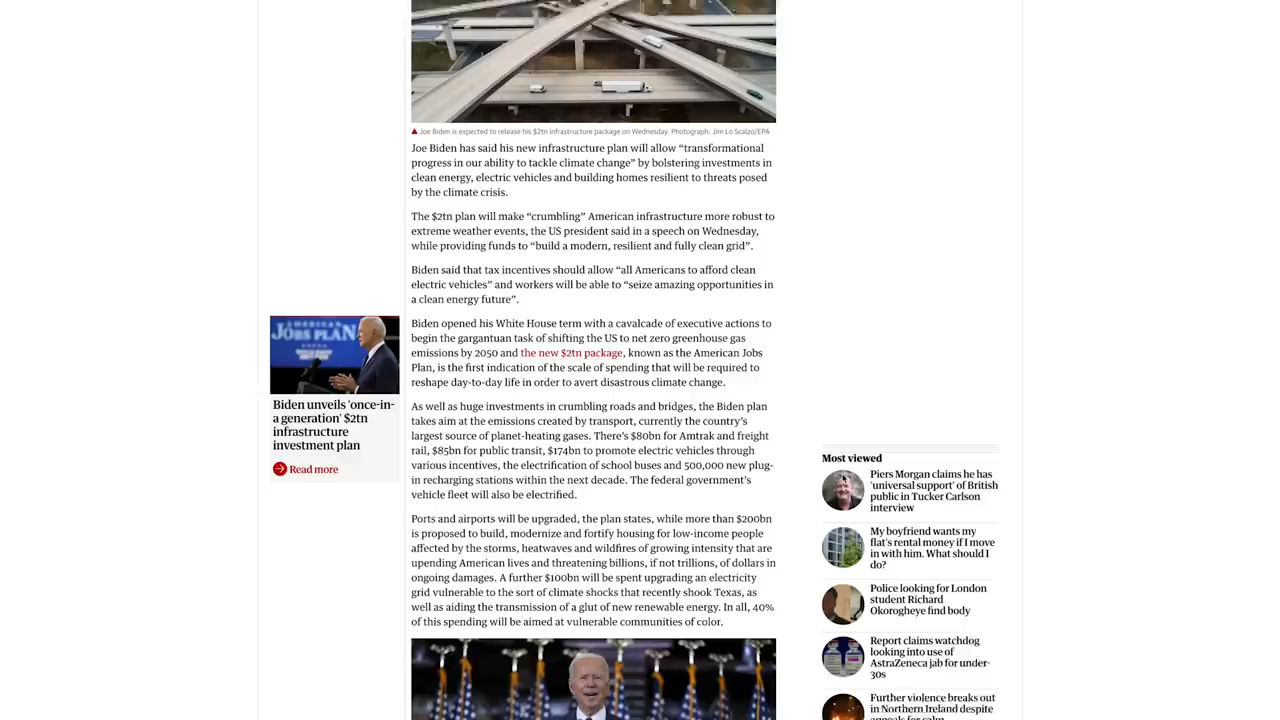 ▲ Joe Biden is expected to release his $2tn infrastructure package on Wednesday. Photograph: Jim Lo Scalzo/EPA
Joe Biden has said his new infrastructure plan will allow “transformational
progress in our ability to tackle climate change” by bolstering investments in
clean energy, electric vehicles and building homes resilient to threats posed
by the climate crisis.
The $2tn plan will make “crumbling” American infrastructure more robust to
extreme weather events, the US president said in a speech on Wednesday,
while providing funds to “build a modern, resilient and fully clean grid”.
Biden said that tax incentives should allow “all Americans to afford clean
electric vehicles” and workers will be able to “seize amazing opportunities in
a clean energy future”.
Biden opened his White House term with a cavalcade of executive actions to
begin the gargantuan task of shifting the US to net zero greenhouse gas
emissions by 2050 and the new $2tn package, known as the American Jobs
Plan, is the first indication of the scale of spending that will be required to
reshape day-to-day life in order to avert disastrous climate change.
As well as huge investments in crumbling roads and bridges, the Biden plan
takes aim at the emissions created by transport, currently the country’s
largest source of planet-heating gases. There’s $80bn for Amtrak and freight
rail, $85bn for public transit, $174bn to promote electric vehicles through
various incentives, the electrification of school buses and 500,000 new plug-
in recharging stations within the next decade. The federal government’s
vehicle fleet will also be electrified.
Ports and airports will be upgraded, the plan states, while more than $200bn
is proposed to build, modernize and fortify housing for low-income people
affected by the storms, heatwaves and wildfires of growing intensity that are
upending American lives and threatening billions, if not trillions, of dollars in
ongoing damages. A further $100bn will be spent upgrading an electricity
grid vulnerable to the sort of climate shocks that recently shook Texas, as
well as aiding the transmission of a glut of new renewable energy. In all, 40%
of this spending will be aimed at vulnerable communities of color.
AMERICAN
JOBS PLAN
Biden unveils 'once-in-
a generation' $2tn
infrastructure
investment plan
Read more
Most viewed
Piers Morgan claims he has
'universal support' of British
public in Tucker Carlson
interview
My boyfriend wants my
flat's rental money if I move
in with him. What should I
do?
Police looking for London
student Richard
Okorogheye find body
Report claims watchdog
looking into use of
AstraZeneca jab for under-
30s
Further violence breaks out
in Northern Ireland despite
appeals for calm